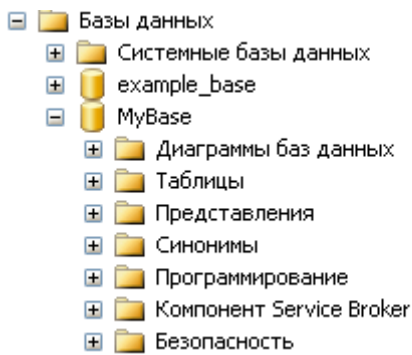 Базы данных
Системные базы данных
example_base
MyBase
Диаграммы баз данных
Таблицы
Представления
Синонимы
Программирование
Компонент Service Broker
Безопасность